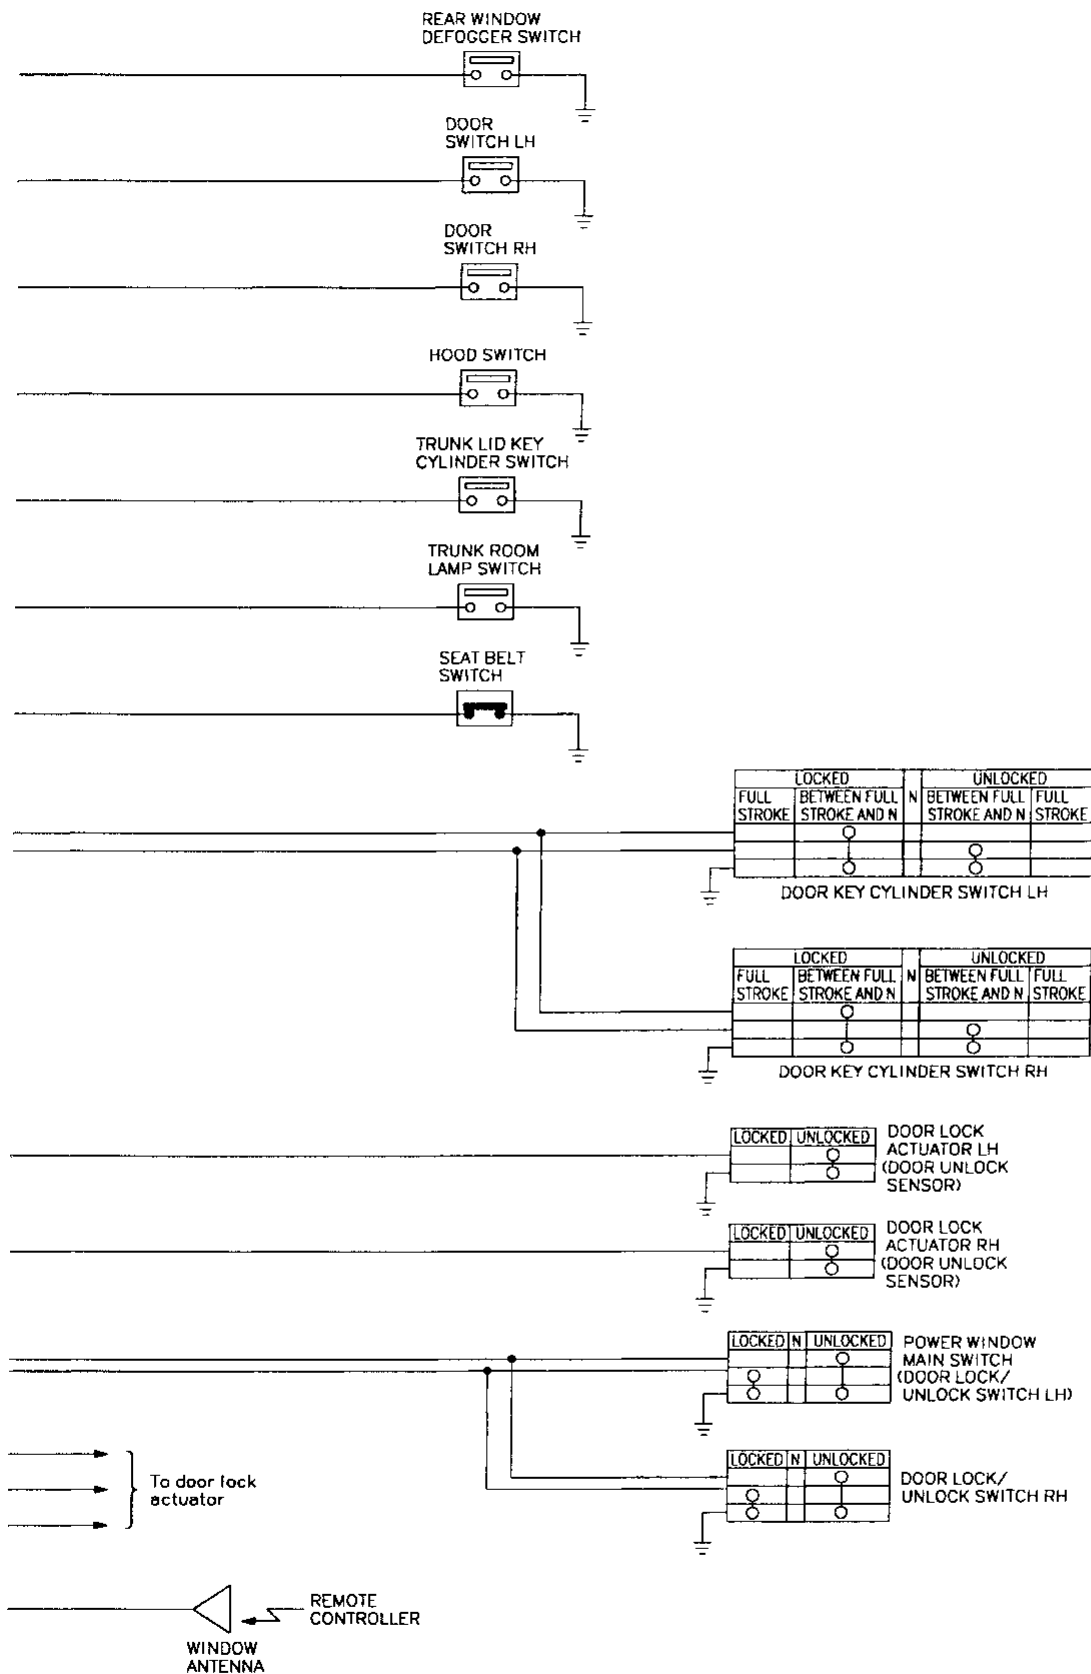 REAR WINDOW
DEFOGGER SWITCH
DOOR
SWITCH LH
DOOR
SWITCH RH
HOOD SWITCH
TRUNK LID KEY
CYLINDER SWITCH
TRUNK ROOM
LAMP SWITCH
SEAT BELT
SWITCH
LOCKED N UNLOCKED
FULL BETWEEN FULL BETWEEN FULL FULL
STROKE STROKE AND N STROKE AND N STROKE
DOOR KEY CYLINDER SWITCH LH
LOCKED N UNLOCKED
FULL BETWEEN FULL BETWEEN FULL FULL
STROKE STROKE AND N STROKE AND N STROKE
DOOR KEY CYLINDER SWITCH RH
LOCKED UNLOCKED
DOOR LOCK
ACTUATOR LH
(DOOR UNLOCK
SENSOR)
LOCKED UNLOCKED
DOOR LOCK
ACTUATOR RH
(DOOR UNLOCK
SENSOR)
LOCKED N UNLOCKED
POWER WINDOW
MAIN SWITCH
(DOOR LOCK/
UNLOCK SWITCH LH)
LOCKED N UNLOCKED
DOOR LOCK/
UNLOCK SWITCH RH
To door lock
actuator
REMOTE
CONTROLLER
WINDOW
ANTENNA